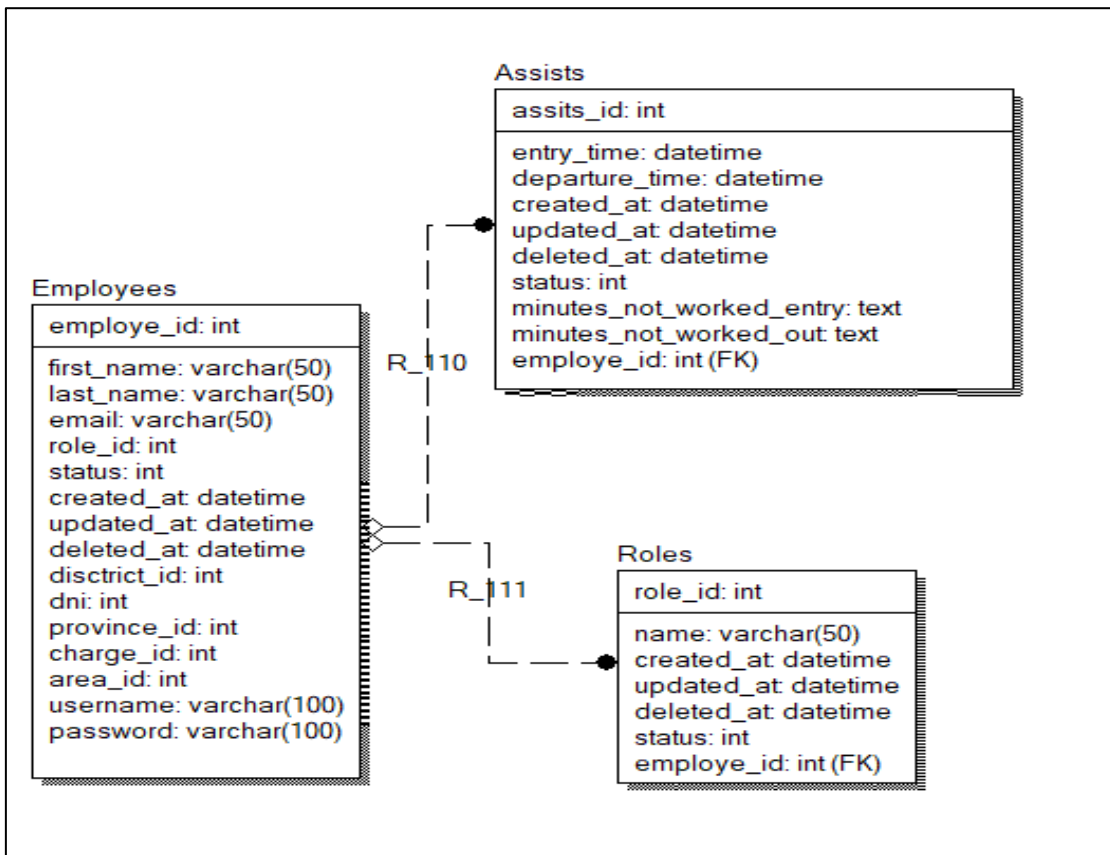 Assists
assits_id: int
entry_time: datetime
departure_time: datetime
created_at: datetime
updated_at: datetime
deleted_at: datetime
status: int
minutes_not_worked_entry: text
minutes_not_worked_out: text
employe_id: int (FK)
Employees
employe_id: int
first_name: varchar(50)
last_name: varchar(50)
email: varchar(50)
role_id: int
status: int
created_at: datetime
updated_at: datetime
deleted_at: datetime
disctrict_id: int
dni: int
province_id: int
charge_id: int
area_id: int
username: varchar(100)
password: varchar(100)
R_110
R_111
Roles
role_id: int
name: varchar(50)
created_at: datetime
updated_at: datetime
deleted_at: datetime
status: int
employe_id: int (FK)